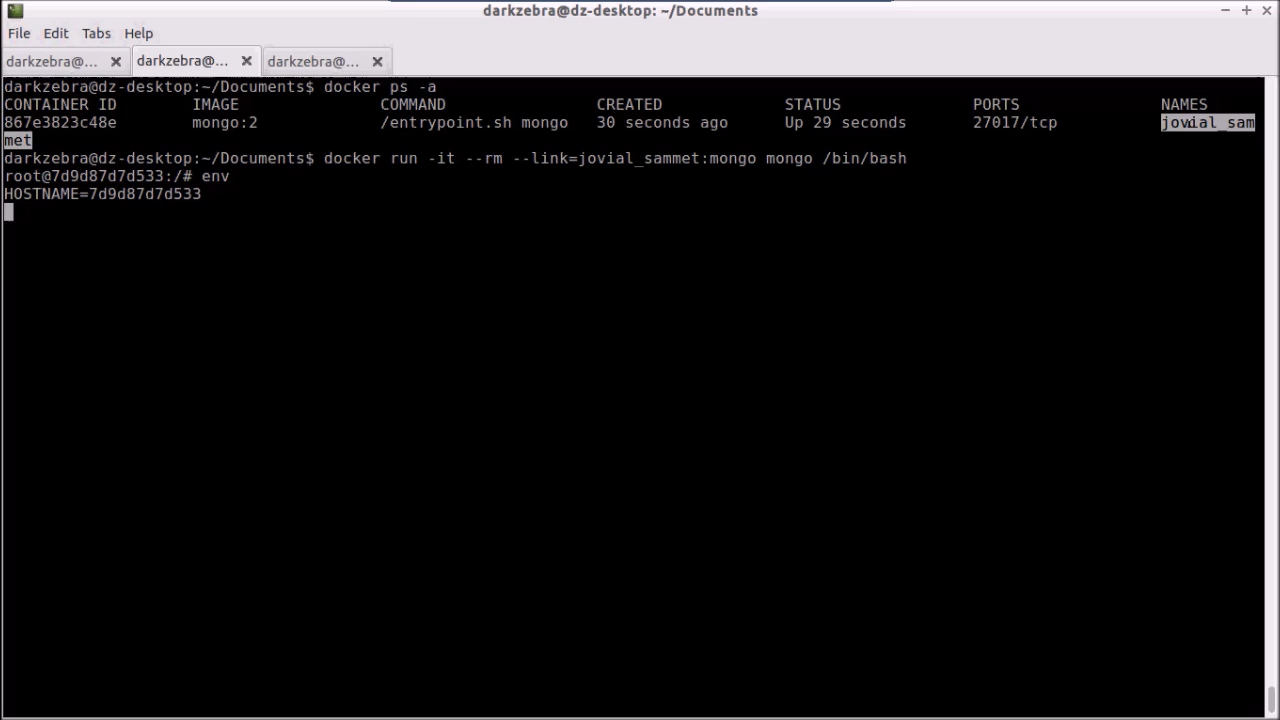 darkzebra@dz-desktop: ~/Documents
File Edit Tabs Help
darkzebra@... darkzebra@... darkzebra@...
darkzebra@dz-desktop:~/Documents$ docker ps -a
CONTAINER ID IMAGE COMMAND CREATED STATUS PORTS NAMES
867e3823c48e mongo:2 /entrypoint.sh mongo 30 seconds ago Up 29 seconds 27017/tcp jovial_sam
met
darkzebra@dz-desktop:~/Documents$ docker run -it --rm --link=jovial_sammet:mongo mongo /bin/bash
root@7d9d87d7d533:/# env
HOSTNAME=7d9d87d7d533